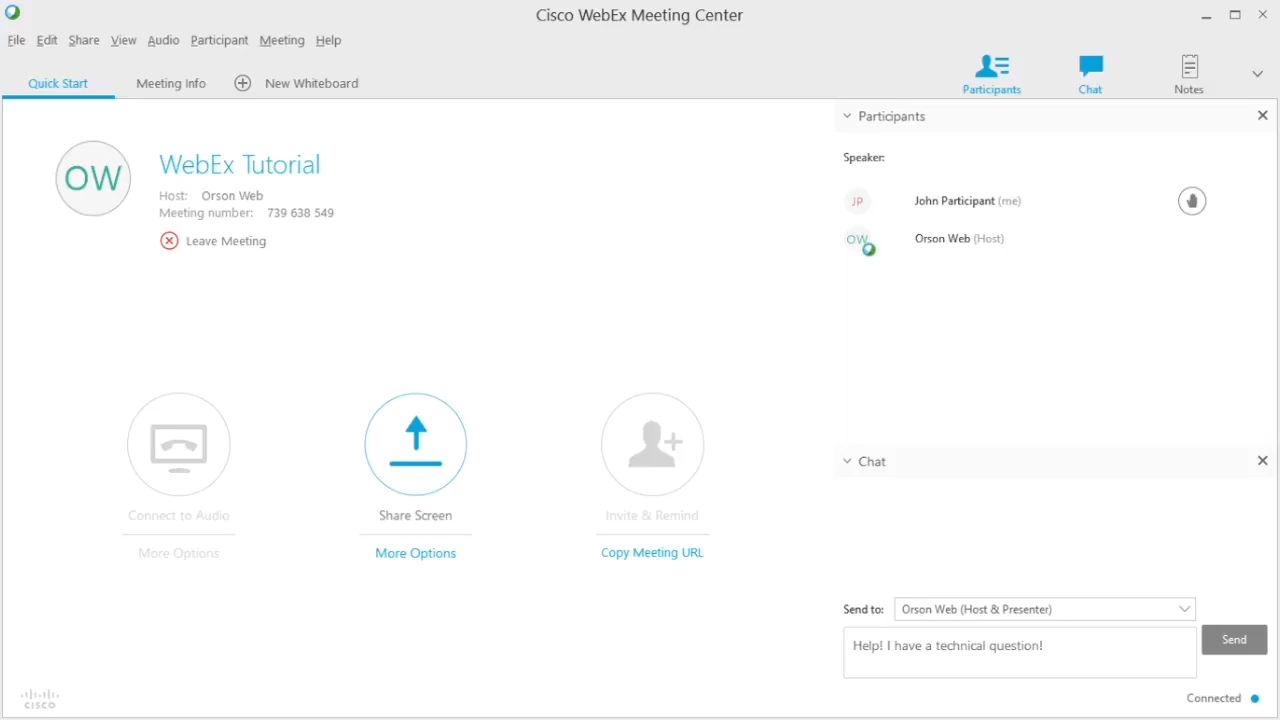 Cisco WebEx Meeting Center
File Edit Share View Audio Participant Meeting Help
Quick Start Meeting Info New Whiteboard
Participants Chat Notes
OW
WebEx Tutorial
Host: Orson Web
Meeting number: 739 638 549
Leave Meeting
Connect to Audio
More Options
Share Screen
More Options
Invite & Remind
Copy Meeting URL
Participants
Speaker:
JP John Participant (me)
OW Orson Web (Host)
Chat
Send to: Orson Web (Host & Presenter)
Help! I have a technical question!
Send
Connected
CISCO